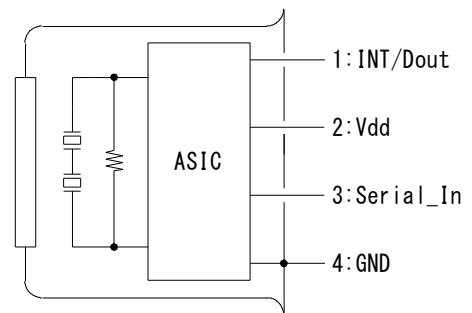 1:INT/Dout
2:Vdd
ASIC
3:Serial_In
4:GND